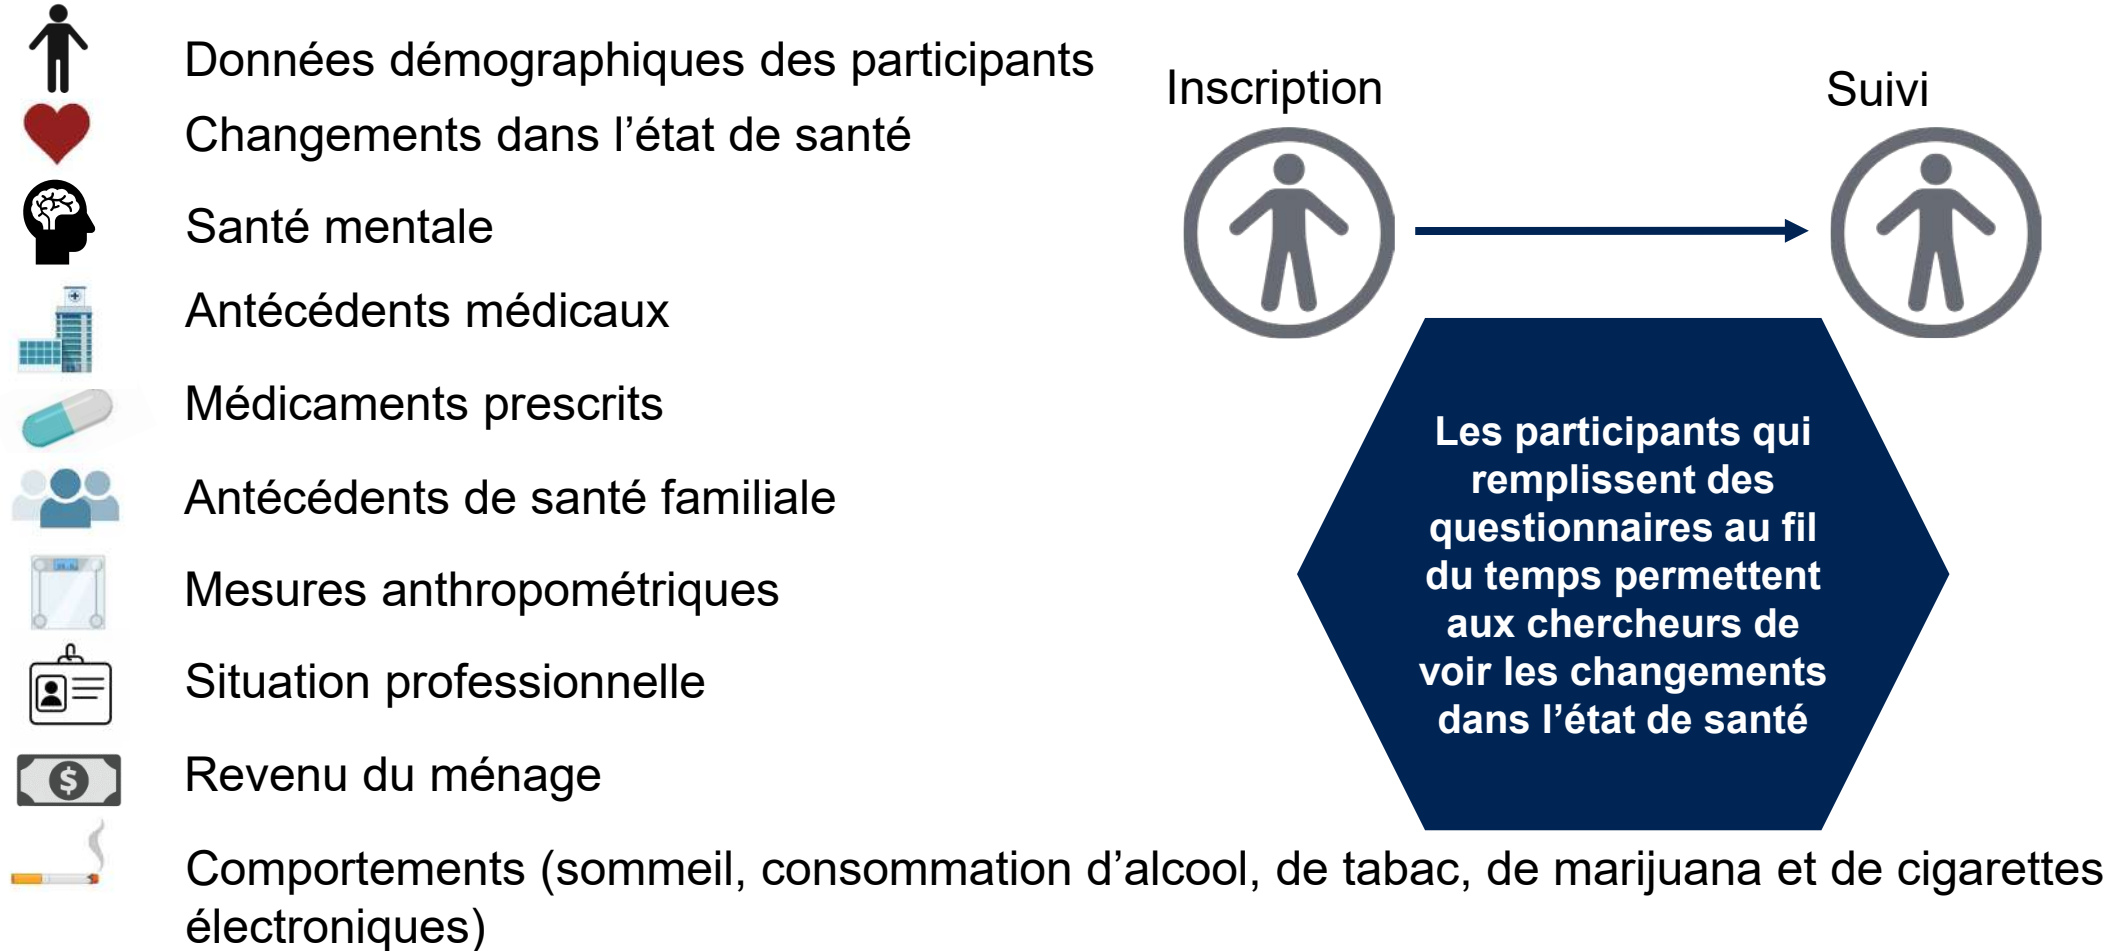 Données démographiques des participants
Changements dans l’état de santé
Santé mentale
Antécédents médicaux
Médicaments prescrits
Antécédents de santé familiale
Mesures anthropométriques
Situation professionnelle
Revenu du ménage
Comportements (sommeil, consommation d’alcool, de tabac, de marijuana et de cigarettes
électroniques)
Inscription
Suivi
Les participants qui
remplissent des
questionnaires au fil
du temps permettent
aux chercheurs de
voir les changements
dans l’état de santé
$